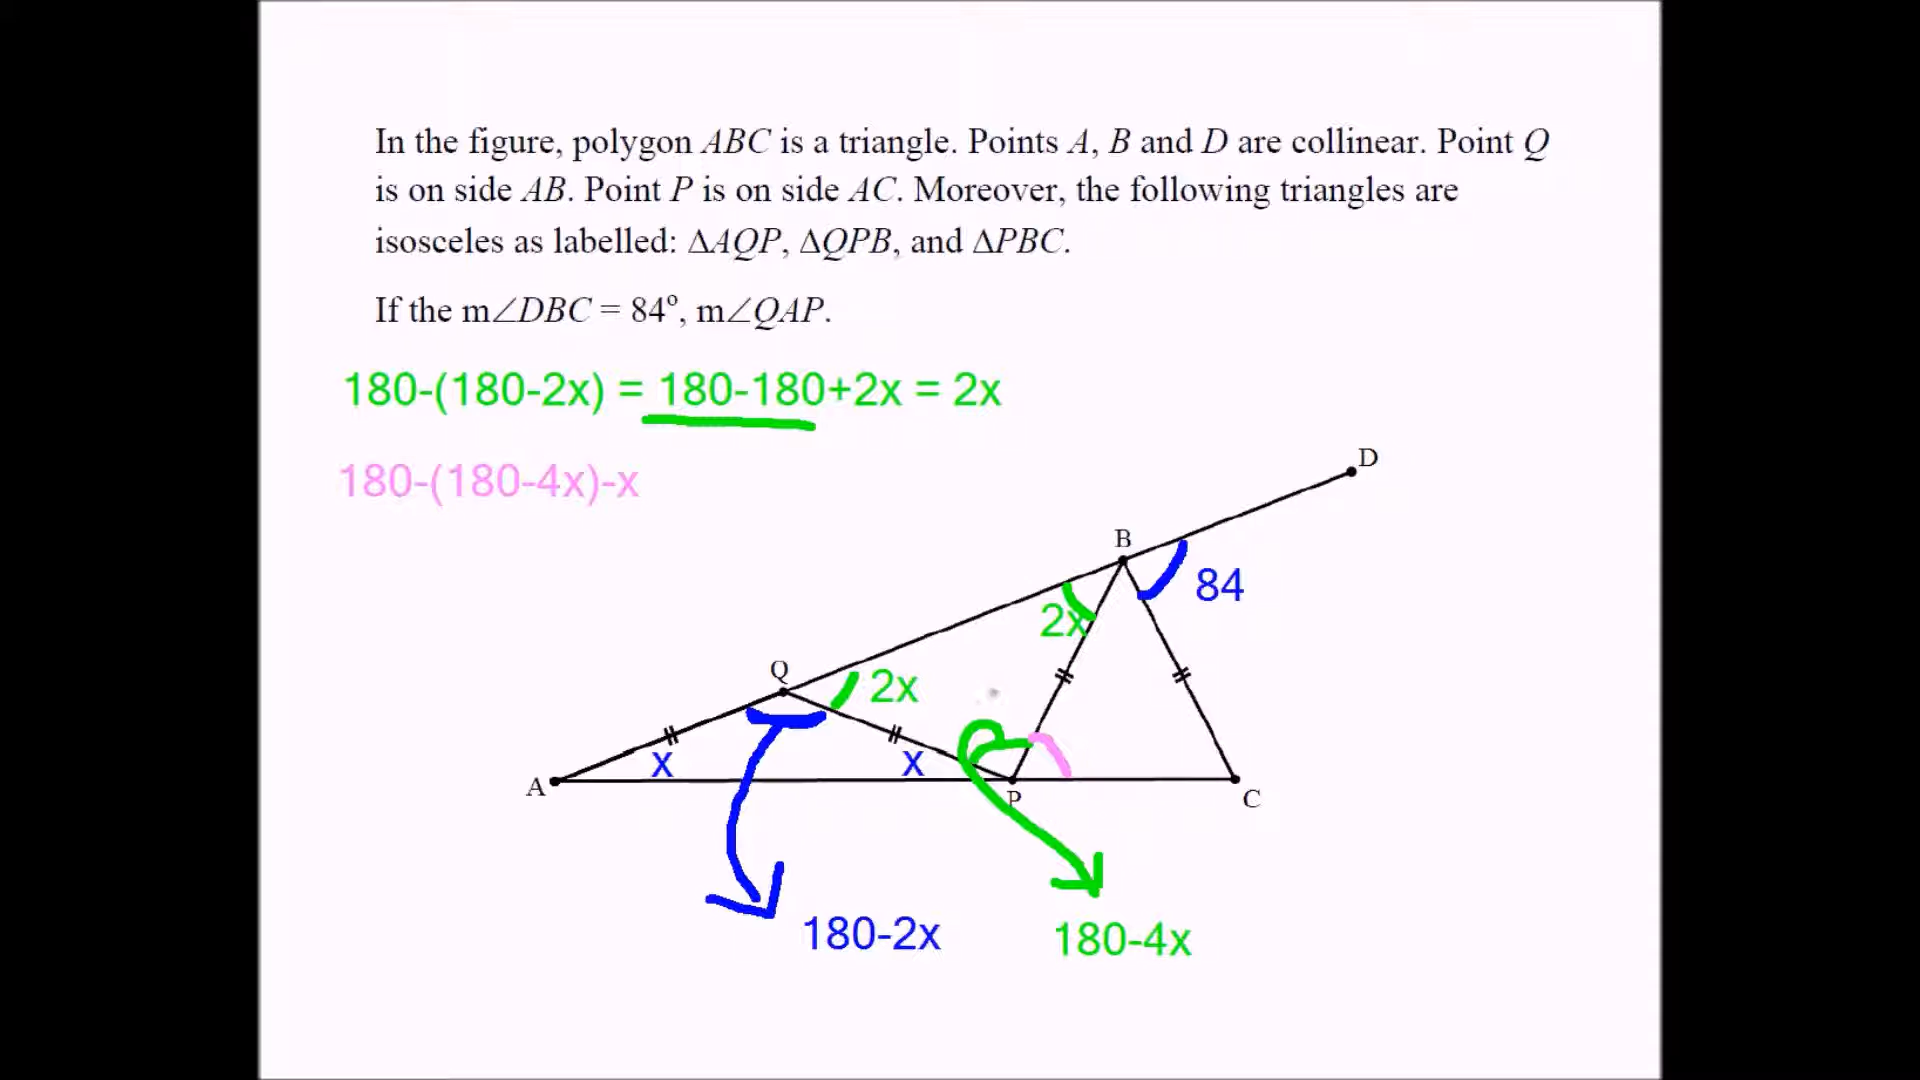 In the figure, polygon ABC is a triangle. Points A, B and D are collinear. Point Q
is on side AB. Point P is on side AC. Moreover, the following triangles are
isosceles as labelled: ΔAQP, ΔQPB, and ΔPBC.
If the m∠DBC = 84º, m∠QAP.
180-(180-2x) = 180-180+2x = 2x
180-(180-4x)-x
D
B
84
2x
Q
2x
x
x
A
P
C
180-2x
180-4x